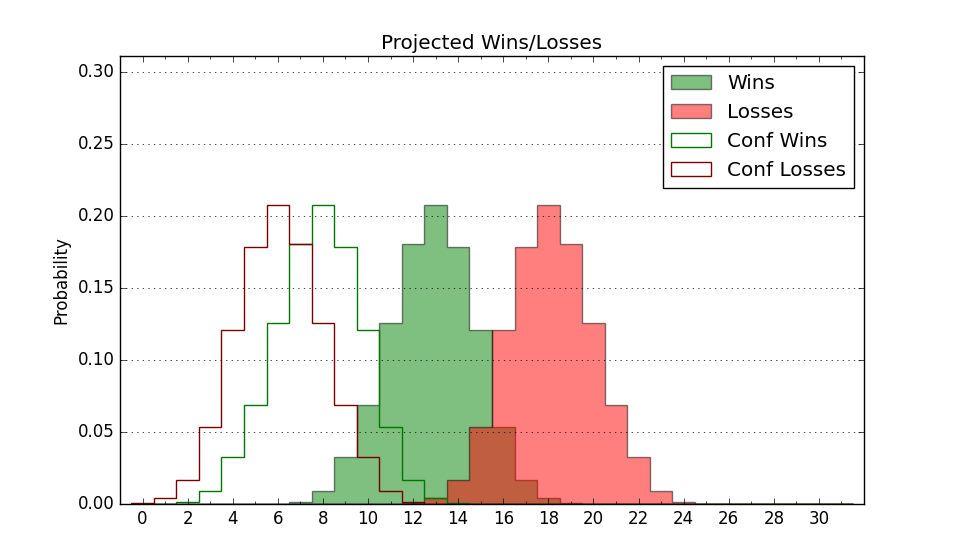 Projected Wins/Losses
0.30
0.25
0.20
0.15
0.10
0.05
0.00
Probability
Wins
Losses
Conf Wins
Conf Losses
0 2 4 6 8 10 12 14 16 18 20 22 24 26 28 30